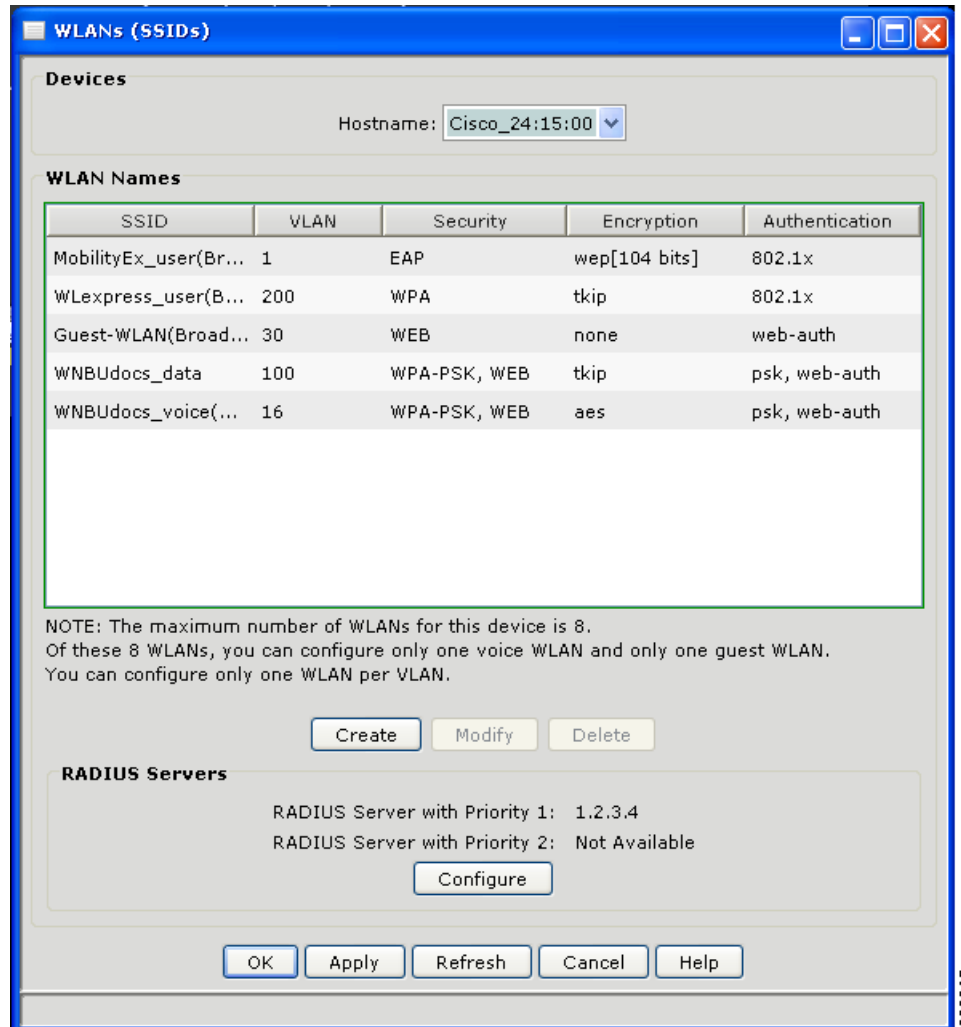 WLANs (SSIDs)
Devices
Hostname: Cisco_24:15:00
WLAN Names
SSID VLAN Security Encryption Authentication
MobilityEx_user(Br... 1 EAP wep[104 bits] 802.1x
WLexpress_user(B... 200 WPA tkip 802.1x
Guest-WLAN(Broad... 30 WEB none web-auth
WNBUdocs_data 100 WPA-PSK, WEB tkip psk, web-auth
WNBUdocs_voice(... 16 WPA-PSK, WEB aes psk, web-auth
NOTE: The maximum number of WLANs for this device is 8.
Of these 8 WLANs, you can configure only one voice WLAN and only one guest WLAN.
You can configure only one WLAN per VLAN.
Create Modify Delete
RADIUS Servers
RADIUS Server with Priority 1: 1.2.3.4
RADIUS Server with Priority 2: Not Available
Configure
OK Apply Refresh Cancel Help